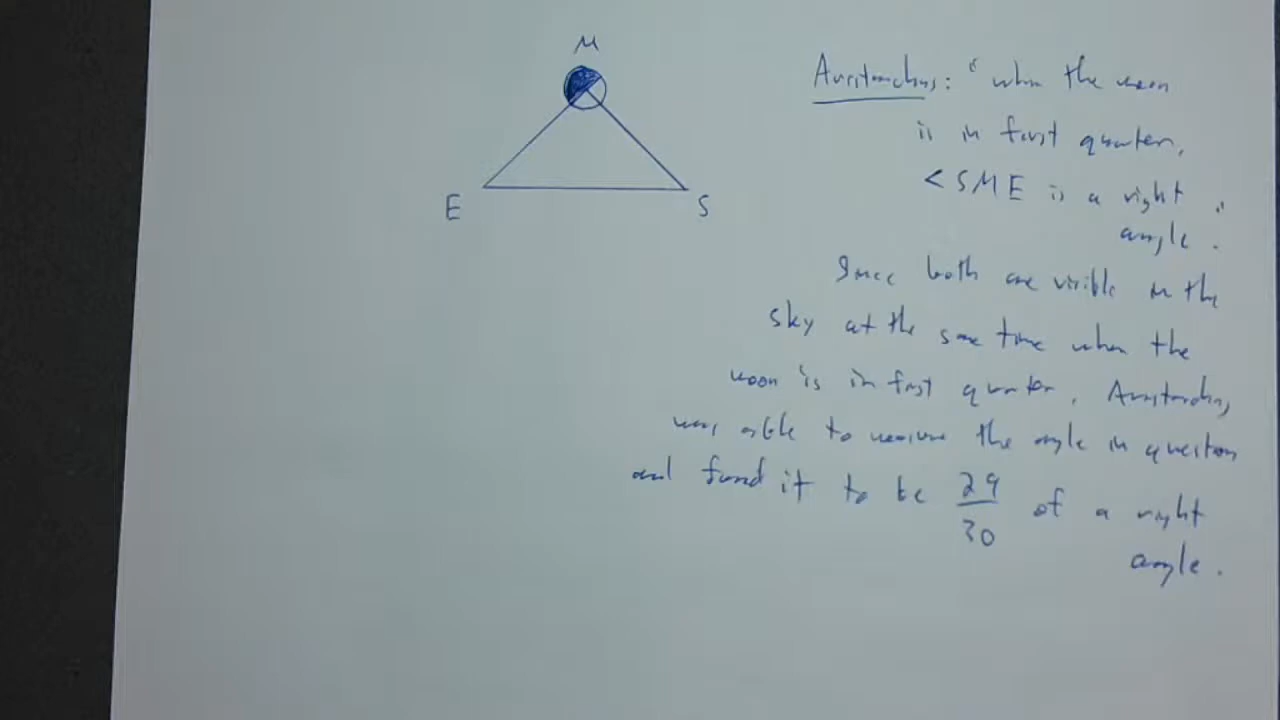 M
E
S
Aristarchus: "when the moon
is in first quarter,
<SME is a right
angle."
Since both are visible in the
sky at the same time when the
moon is in first quarter, Aristarchus
was able to measure the angle in question
and found it to be 29/30 of a right
angle.